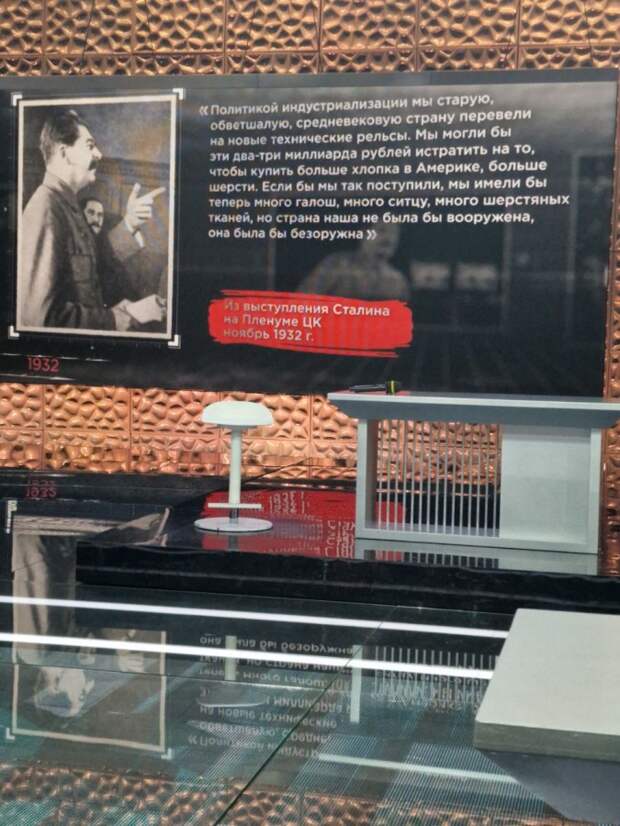 «Политикой индустриализации мы старую,
обветшалую, средневековую страну перевели
на новые технические рельсы. Мы могли бы
эти два-три миллиарда рублей истратить на то,
чтобы купить больше хлопка в Америке, больше
шерсти. Если бы мы так поступили, мы имели бы
теперь много галош, много ситцу, много шерстяных
тканей, но страна наша не была бы вооружена,
она была бы безоружна»
Из выступления Сталина
на Пленуме ЦК
ноябрь 1932 г.
1932